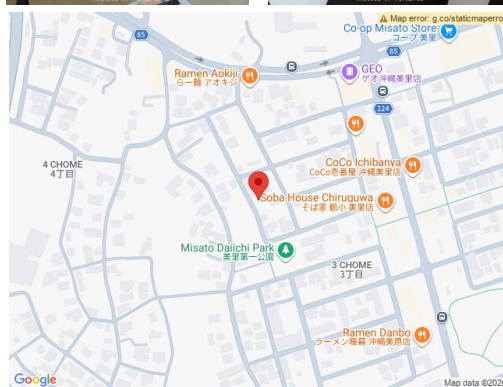 Map error: g.co/staticmaperro
Co-op Misato Store
コープ 美里
85
GEO
ゲオ沖縄美里店
Ramen Aokiji
らー麺 アオキジ
85
224
4 CHOME
4丁目
CoCo Ichibanya
CoCo壱番屋 沖縄美里店
Soba House Chiruguwa
そば家 鶴小 美里店
Misato Daiichi Park
美里第一公園
3 CHOME
3丁目
Ramen Danbo
ラーメン暖暮 沖縄美原店
Google
Map data ©202